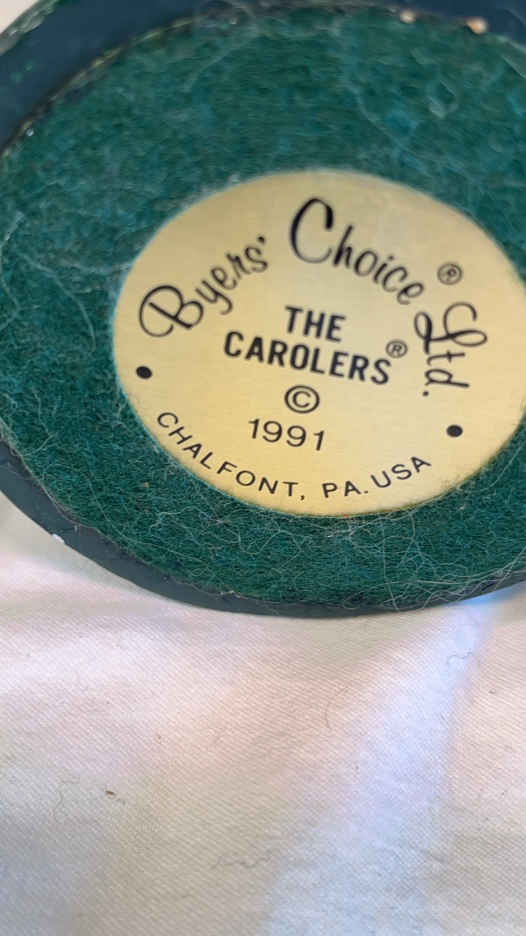 Byers' Choice® Ltd.
THE
CAROLERS®
©
1991
CHALFONT, PA. USA